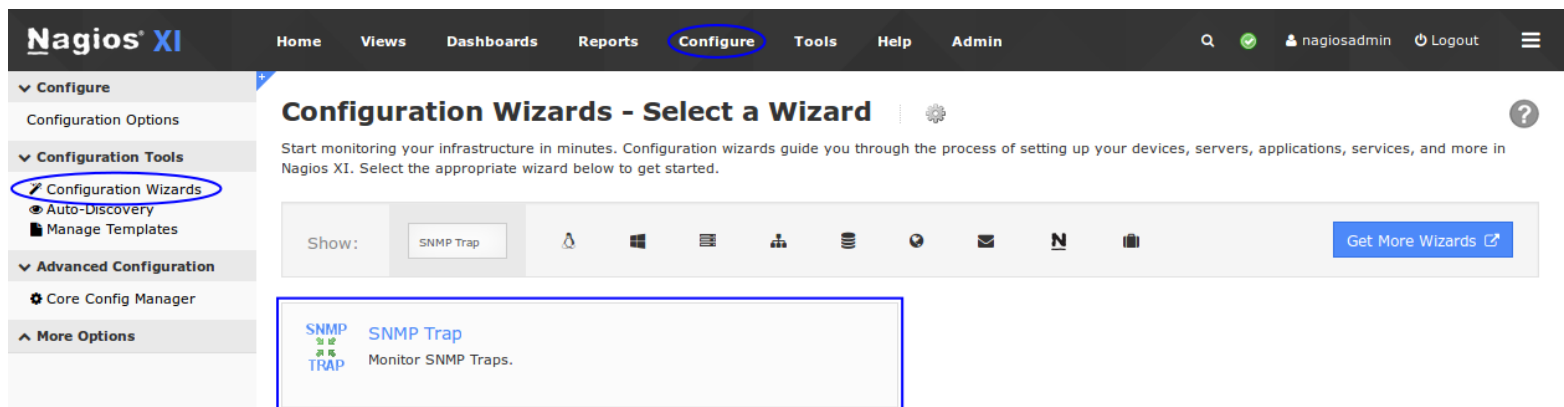 Nagios® XI
Home Views Dashboards Reports Configure Tools Help Admin nagiosadmin Logout
Configure
Configuration Options
Configuration Tools
Configuration Wizards
Auto-Discovery
Manage Templates
Advanced Configuration
Core Config Manager
More Options
Configuration Wizards - Select a Wizard
Start monitoring your infrastructure in minutes. Configuration wizards guide you through the process of setting up your devices, servers, applications, services, and more in
Nagios XI. Select the appropriate wizard below to get started.
Show: SNMP Trap N Get More Wizards
SNMP
TRAP
SNMP Trap
Monitor SNMP Traps.